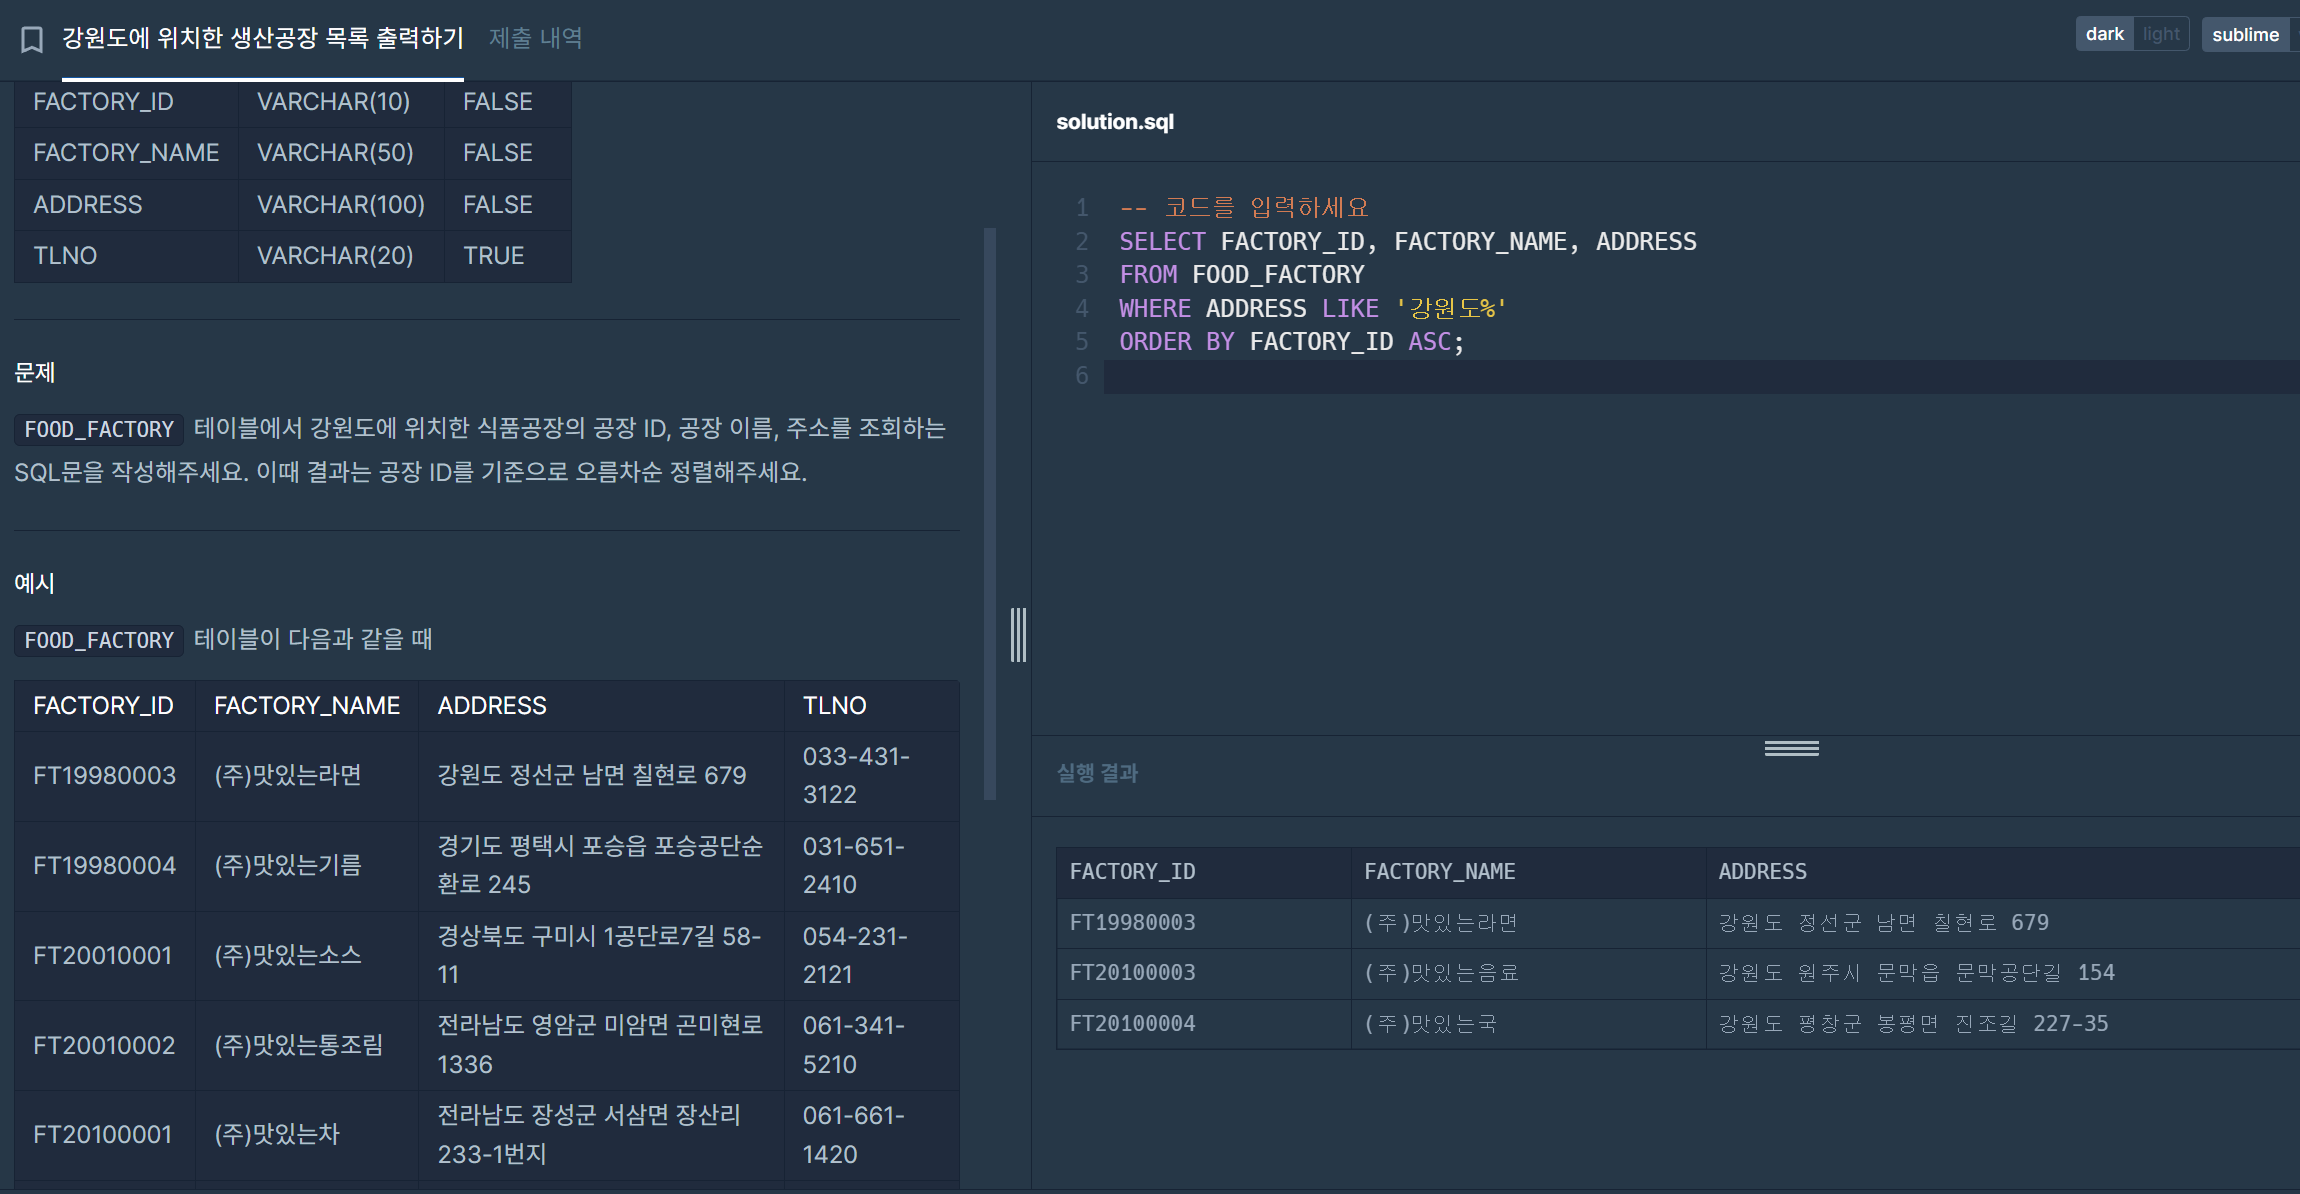 강원도에 위치한 생산공장 목록 출력하기 제출 내역
dark light sublime
FACTORY_ID VARCHAR(10) FALSE
FACTORY_NAME VARCHAR(50) FALSE
ADDRESS VARCHAR(100) FALSE
TLNO VARCHAR(20) TRUE
문제
FOOD_FACTORY 테이블에서 강원도에 위치한 식품공장의 공장 ID, 공장 이름, 주소를 조회하는
SQL문을 작성해주세요. 이때 결과는 공장 ID를 기준으로 오름차순 정렬해주세요.
예시
FOOD_FACTORY 테이블이 다음과 같을 때
FACTORY_ID FACTORY_NAME ADDRESS TLNO
FT19980003 (주)맛있는라면 강원도 정선군 남면 칠현로 679 033-431-
3122
FT19980004 (주)맛있는기름 경기도 평택시 포승읍 포승공단순 031-651-
환로 245 2410
FT20010001 (주)맛있는소스 경상북도 구미시 1공단로7길 58- 054-231-
11 2121
FT20010002 (주)맛있는통조림 전라남도 영암군 미암면 곤미현로 061-341-
1336 5210
FT20100001 (주)맛있는차 전라남도 장성군 서삼면 장산리 061-661-
233-1번지 1420
solution.sql
1 -- 코드를 입력하세요
2 SELECT FACTORY_ID, FACTORY_NAME, ADDRESS
3 FROM FOOD_FACTORY
4 WHERE ADDRESS LIKE '강원도%'
5 ORDER BY FACTORY_ID ASC;
6
실행 결과
FACTORY_ID FACTORY_NAME ADDRESS
FT19980003 (주)맛있는라면 강원도 정선군 남면 칠현로 679
FT20100003 (주)맛있는음료 강원도 원주시 문막읍 문막공단길 154
FT20100004 (주)맛있는국 강원도 평창군 봉평면 진조길 227-35